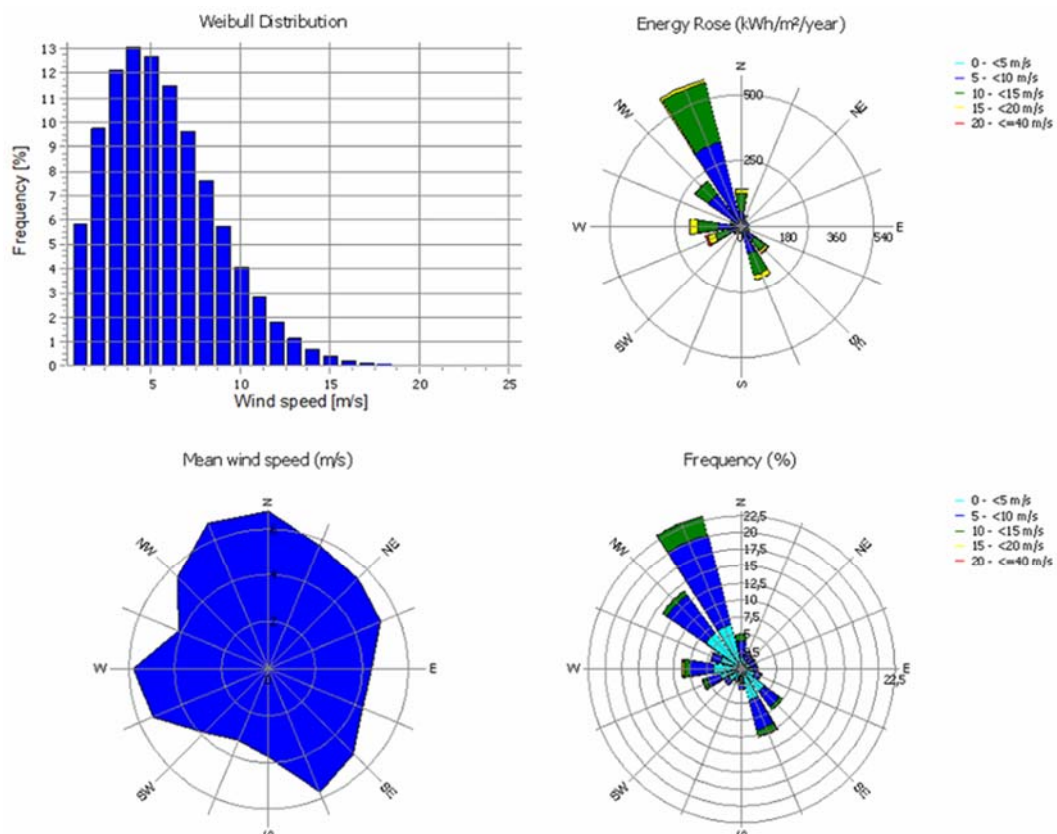 Weibull Distribution
13
12
11
10
9
8
7
6
5
4
3
2
1
0
Frequency [%]
5
10
15
20
25
Wind speed [m/s]
Energy Rose (kWh/m²/year)
N
NE
E
SE
S
SW
W
NW
500
250
0
180
360
540
0 - <5 m/s
5 - <10 m/s
10 - <15 m/s
15 - <20 m/s
20 - <=40 m/s
Mean wind speed (m/s)
N
NE
E
SE
SW
W
NW
Frequency (%)
N
NE
E
SE
SW
W
NW
22,5
20
17,5
15
12,5
10
7,5
5
22,5
0 - <5 m/s
5 - <10 m/s
10 - <15 m/s
15 - <20 m/s
20 - <=40 m/s